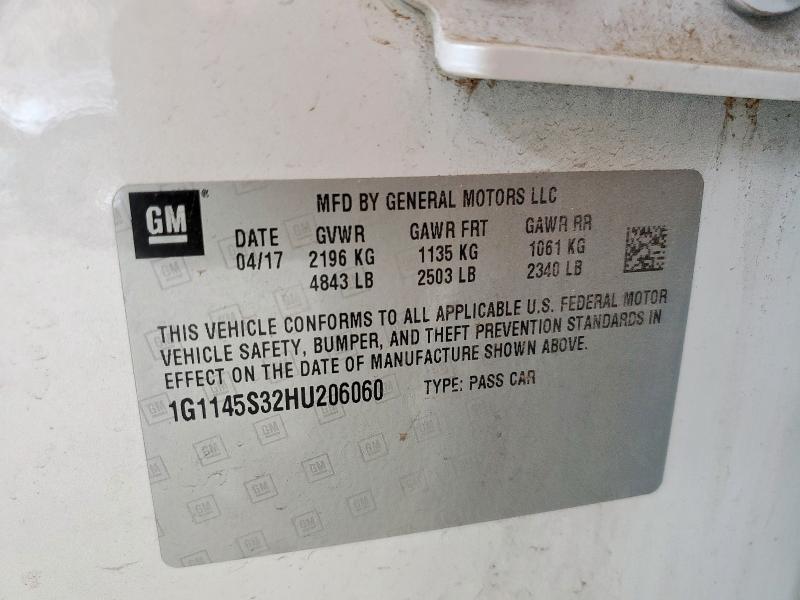 GM®
MFD BY GENERAL MOTORS LLC
DATE GVWR GAWR FRT GAWR RR
04/17 2196 KG 1135 KG 1061 KG
4843 LB 2503 LB 2340 LB
THIS VEHICLE CONFORMS TO ALL APPLICABLE U.S. FEDERAL MOTOR
VEHICLE SAFETY, BUMPER, AND THEFT PREVENTION STANDARDS IN
EFFECT ON THE DATE OF MANUFACTURE SHOWN ABOVE.
1G1145S32HU206060 TYPE: PASS CAR